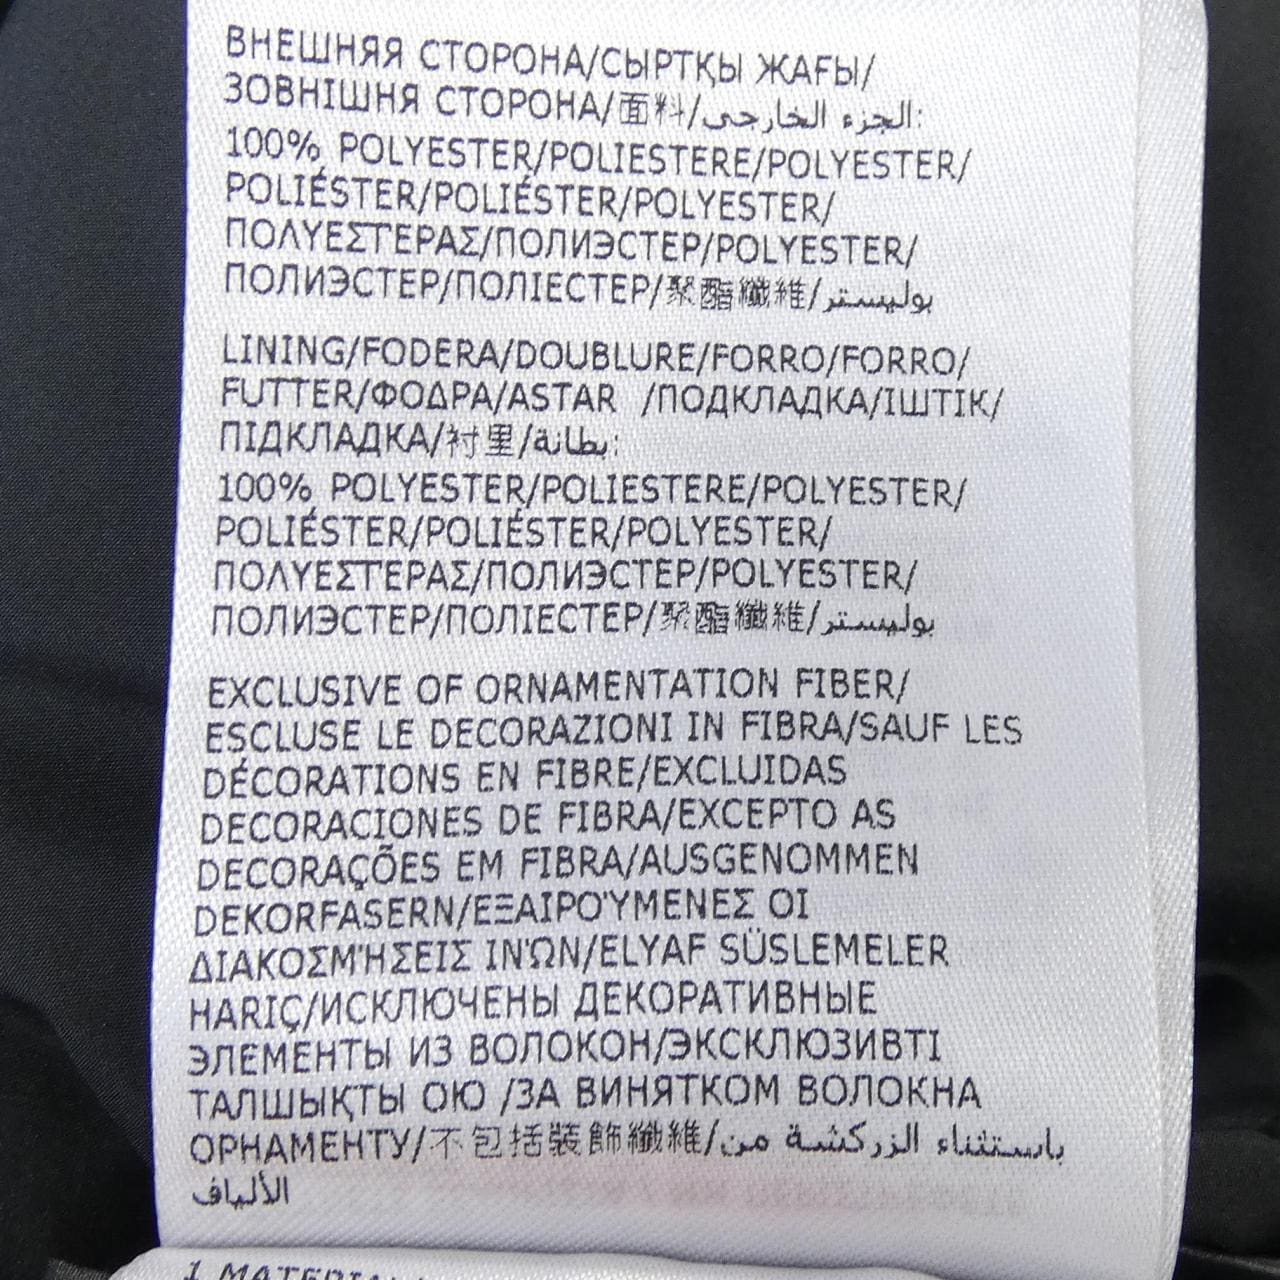 ВНЕШНЯЯ СТОРОНА/СЫРТҚЫ ЖАҒЫ/
ЗОВНІШНЯ СТОРОНА/面料/الجزء الخارجي:
100% POLYESTER/POLIESTERE/POLYESTER/
POLIÉSTER/POLIÉSTER/POLYESTER/
ΠΟΛΥΕΣΤΕΡΑΣ/ПОЛИЭСТЕР/POLYESTER/
ПОЛИЭСТЕР/ПОЛІЕСТЕР/聚酯纖維/بوليستر
LINING/FODERA/DOUBLURE/FORRO/FORRO/
FUTTER/ΦΟΔΡΑ/ASTAR /ПОДКЛАДКА/ІШТІК/
ПІДКЛАДКА/衬里/بطانة:
100% POLYESTER/POLIESTERE/POLYESTER/
POLIÉSTER/POLIÉSTER/POLYESTER/
ΠΟΛΥΕΣΤΕΡΑΣ/ПОЛИЭСТЕР/POLYESTER/
ПОЛИЭСТЕР/ПОЛІЕСТЕР/聚酯纖維/بوليستر
EXCLUSIVE OF ORNAMENTATION FIBER/
ESCLUSE LE DECORAZIONI IN FIBRA/SAUF LES
DÉCORATIONS EN FIBRE/EXCLUIDAS
DECORACIONES DE FIBRA/EXCEPTO AS
DECORAÇÕES EM FIBRA/AUSGENOMMEN
DEKORFASERN/ΕΞΑΙΡΟΎΜΕΝΕΣ ΟΙ
ΔΙΑΚΟΣΜΉΣΕΙΣ ΙΝΏΝ/ELYAF SÜSLEMELER
HARIÇ/ИСКЛЮЧЕНЫ ДЕКОРАТИВНЫЕ
ЭЛЕМЕНТЫ ИЗ ВОЛОКОН/ЭКСКЛЮЗИВТІ
ТАЛШЫҚТЫ ОЮ /ЗА ВИНЯТКОМ ВОЛОКНА
ОРНАМЕНТУ/不包括裝飾纖維/باستثناء الزركشة من
الألياف